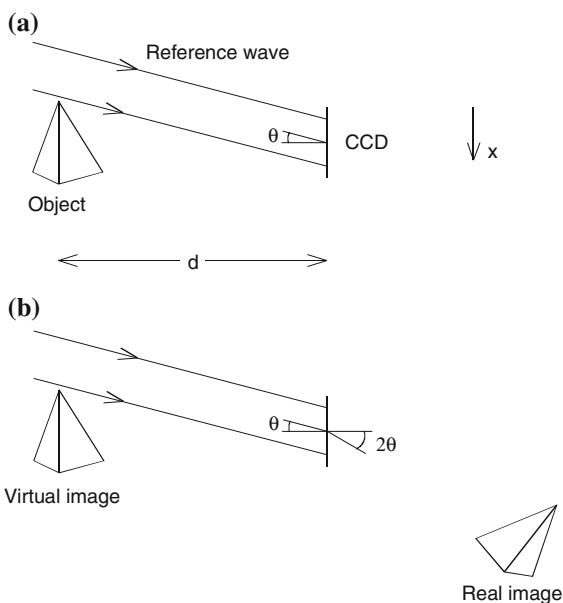 (a)
Reference wave
θ
CCD
x
Object
d
(b)
θ
2θ
Virtual image
Real image